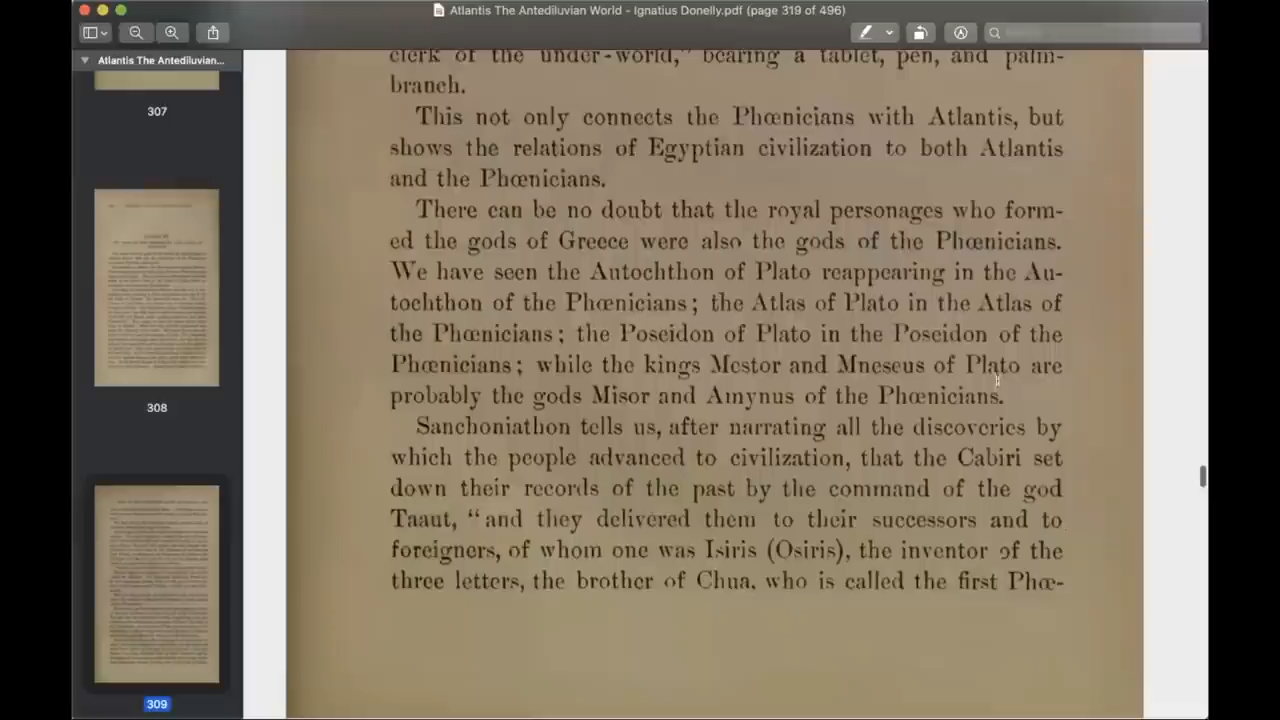 Atlantis The Antediluvian World - Ignatius Donelly.pdf (page 319 of 496)
Search
Atlantis The Antediluvian...
307
308
309
clerk of the under-world," bearing a tablet, pen, and palm-
branch.
This not only connects the Phœnicians with Atlantis, but
shows the relations of Egyptian civilization to both Atlantis
and the Phœnicians.
There can be no doubt that the royal personages who form-
ed the gods of Greece were also the gods of the Phœnicians.
We have seen the Autochthon of Plato reappearing in the Au-
tochthon of the Phœnicians; the Atlas of Plato in the Atlas of
the Phœnicians; the Poseidon of Plato in the Poseidon of the
Phœnicians; while the kings Mestor and Mneseus of Plato are
probably the gods Misor and Amynus of the Phœnicians.
Sanchoniathon tells us, after narrating all the discoveries by
which the people advanced to civilization, that the Cabiri set
down their records of the past by the command of the god
Taaut, "and they delivered them to their successors and to
foreigners, of whom one was Isiris (Osiris), the inventor of the
three letters, the brother of Chua, who is called the first Phœ-